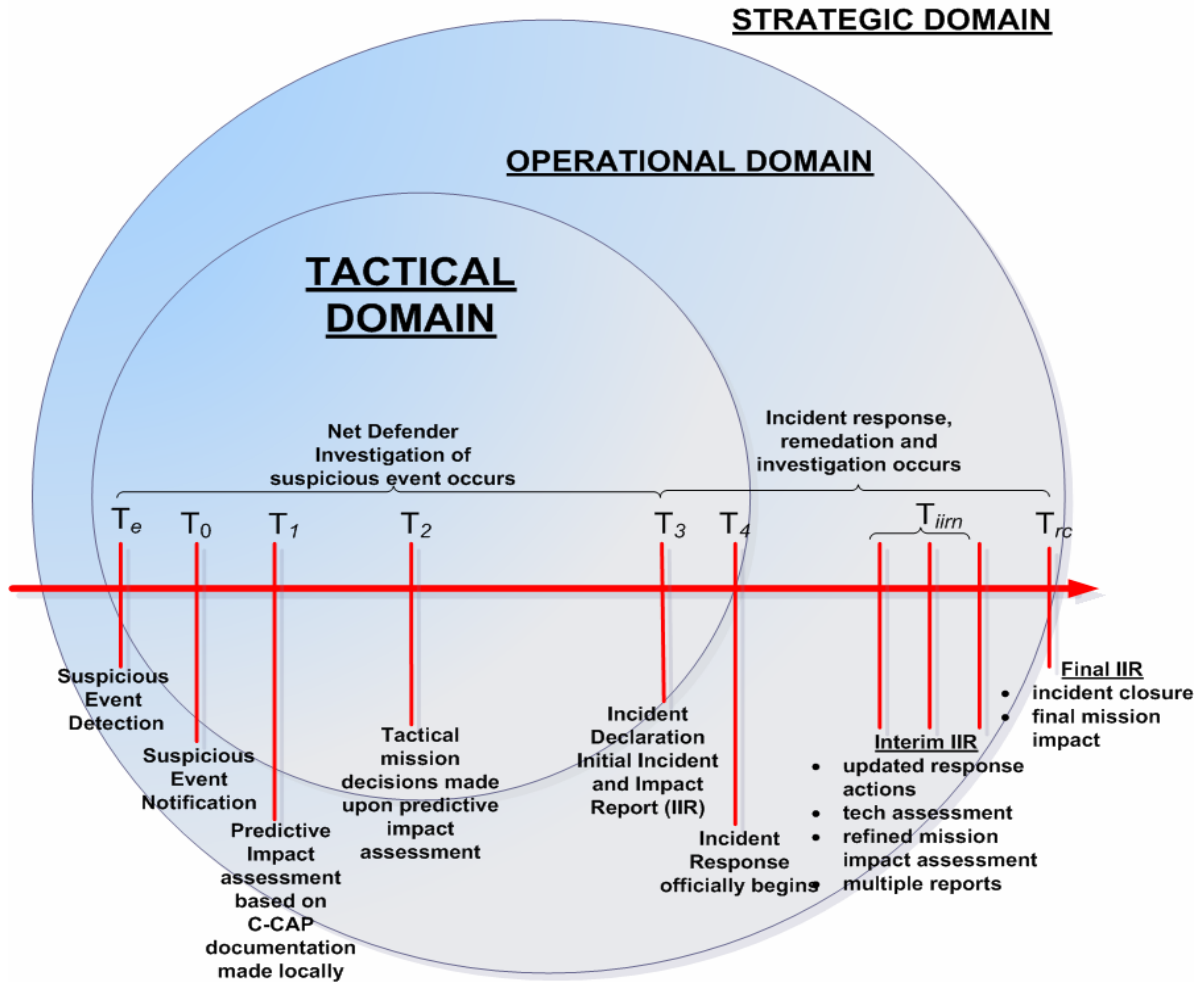 STRATEGIC DOMAIN
OPERATIONAL DOMAIN
TACTICAL
DOMAIN
Net Defender
Investigation of
suspicious event occurs
Incident response,
remedation and
investigation occurs
Te
T0
T1
T2
T3
T4
Tiirn
Trc
Suspicious
Event
Detection
Suspicious
Event
Notification
Predictive
Impact
assessment
based on
C-CAP
documentation
made locally
Tactical
mission
decisions made
upon predictive
impact
assessment
Incident
Declaration
Initial Incident
and Impact
Report (IIR)
Incident
Response
officially begins
Interim IIR
• updated response
actions
• tech assessment
• refined mission
impact assessment
• multiple reports
Final IIR
• incident closure
• final mission
impact